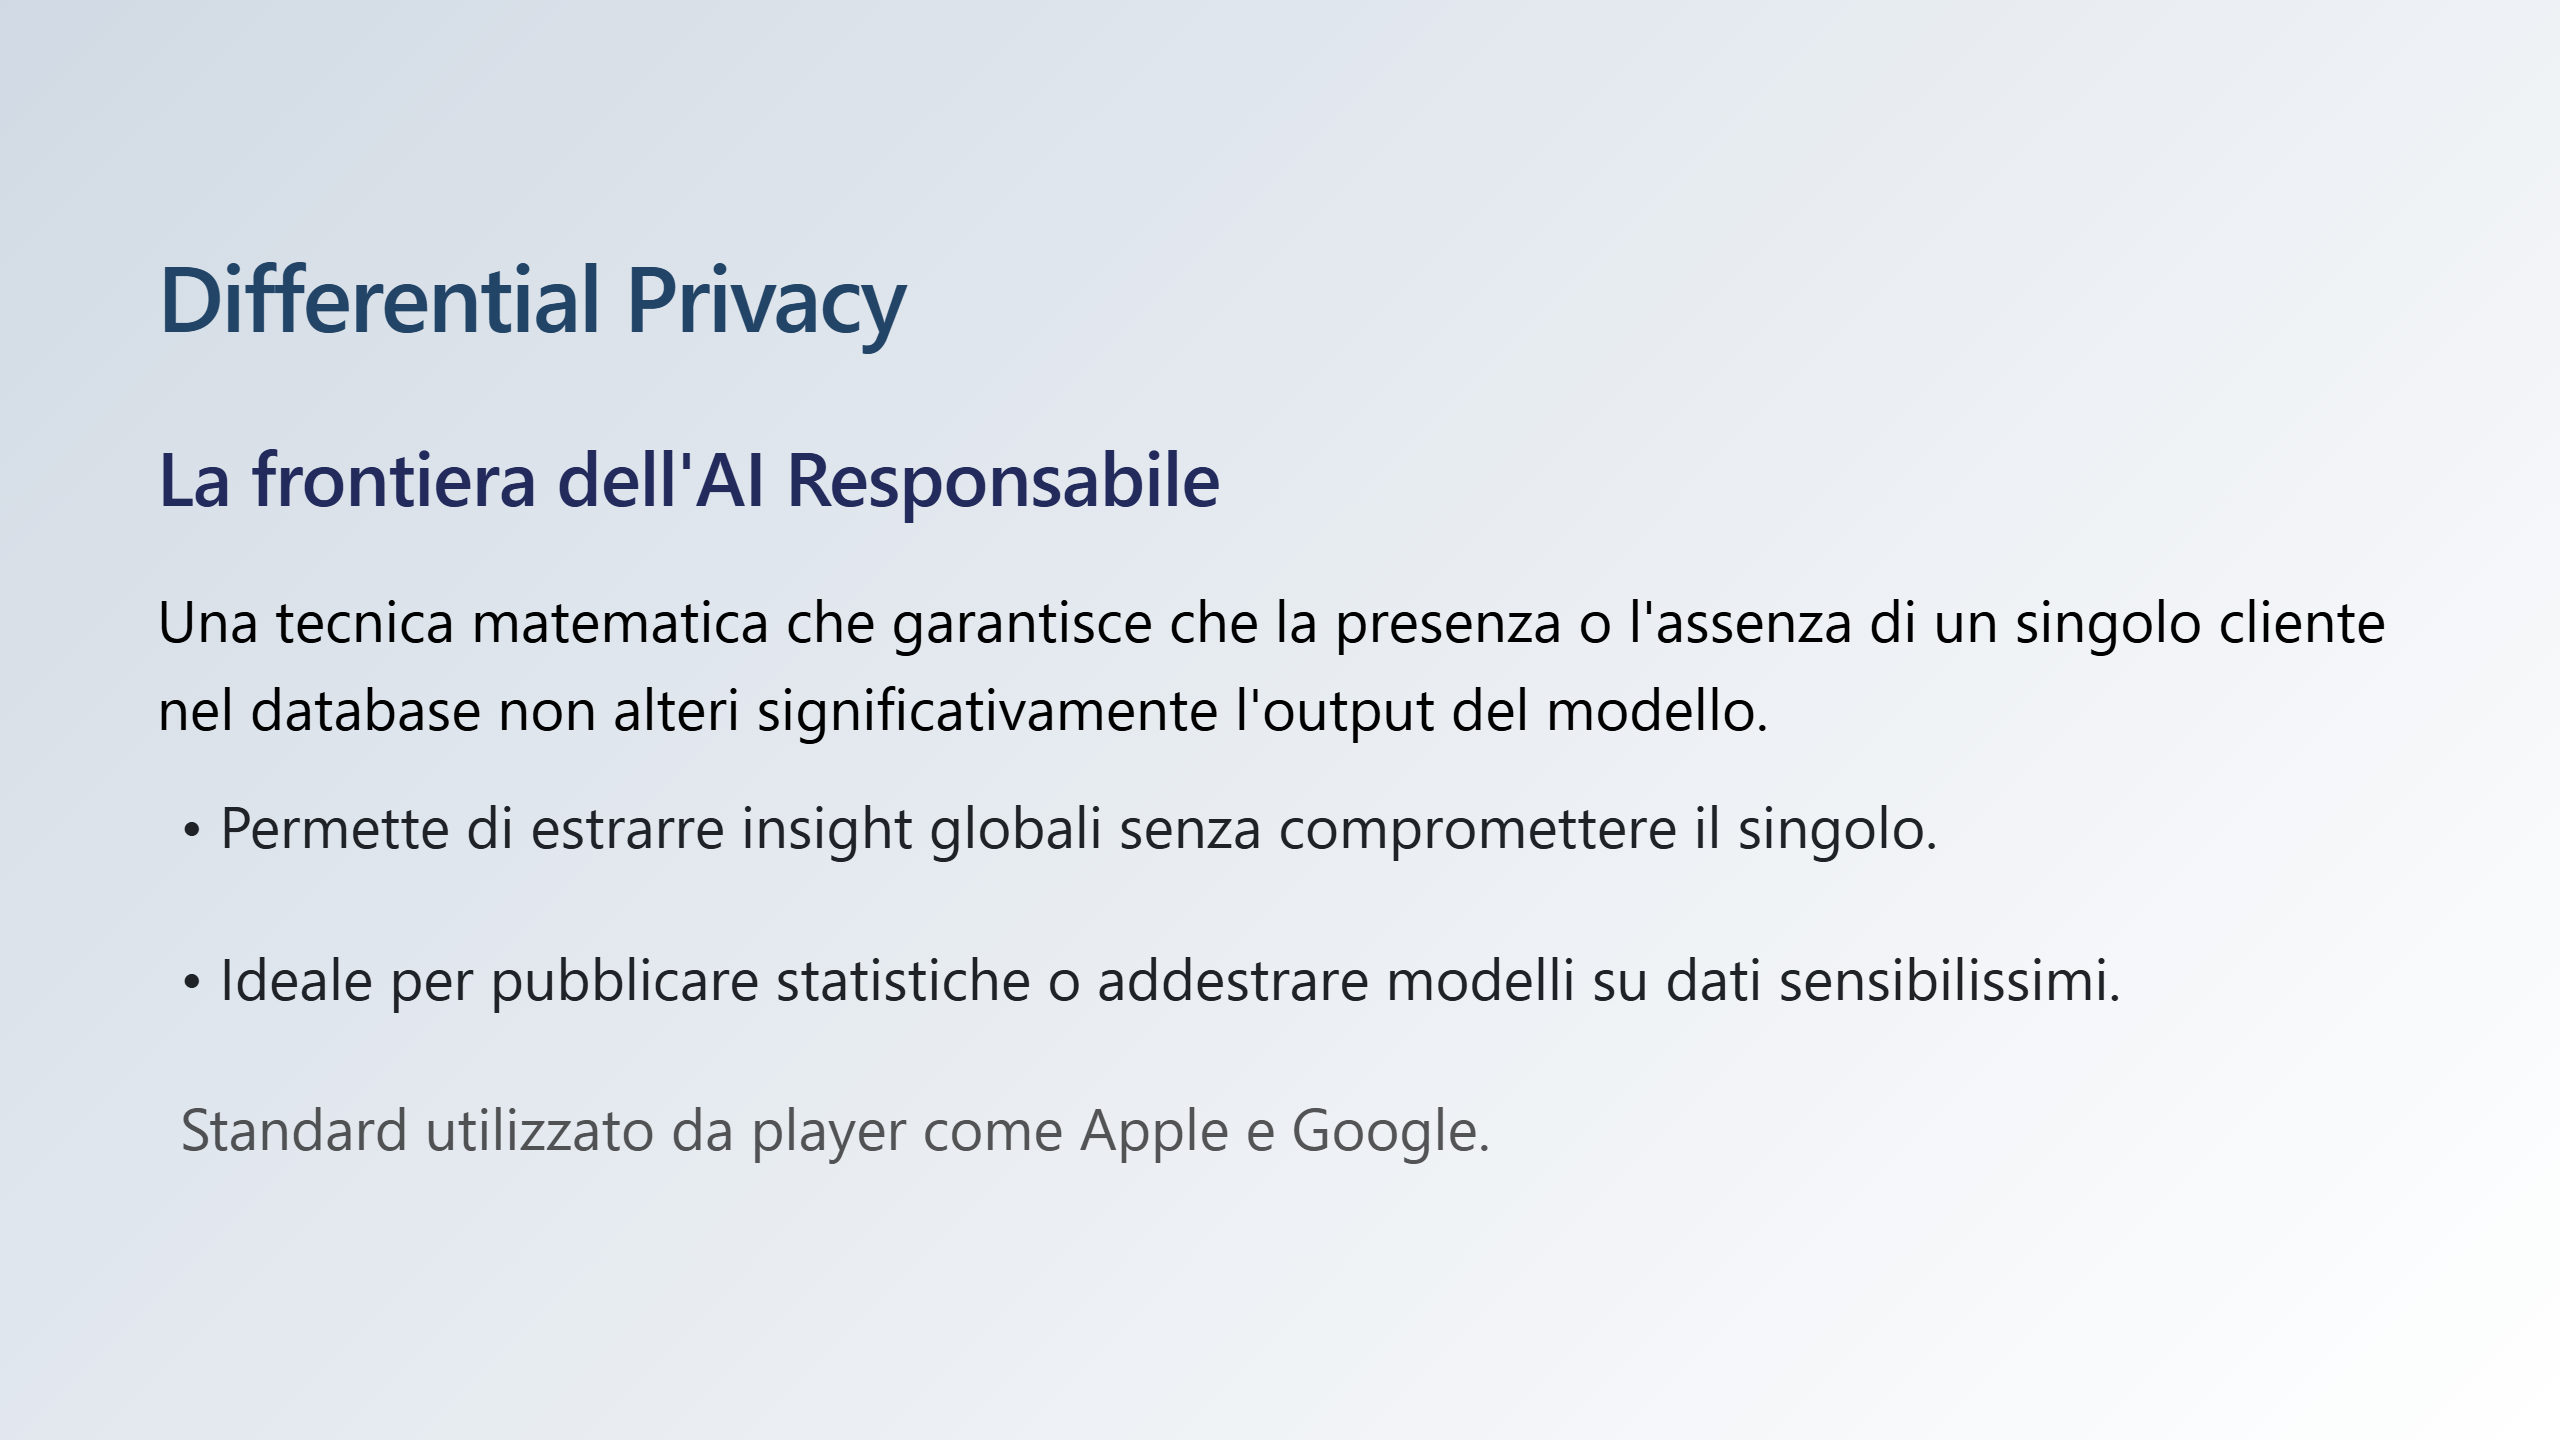 Differential Privacy
La frontiera dell'AI Responsabile
Una tecnica matematica che garantisce che la presenza o l'assenza di un singolo cliente
nel database non alteri significativamente l'output del modello.
• Permette di estrarre insight globali senza compromettere il singolo.
• Ideale per pubblicare statistiche o addestrare modelli su dati sensibilissimi.
Standard utilizzato da player come Apple e Google.